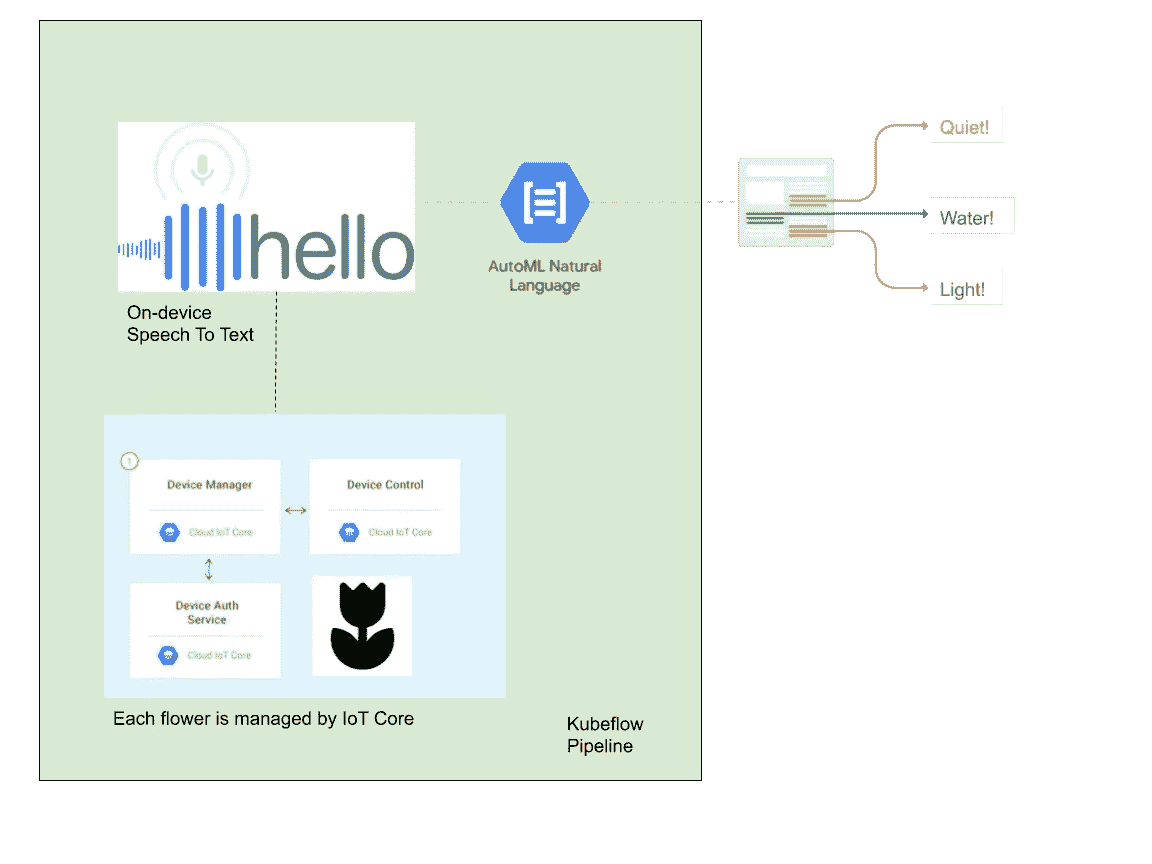 hello
On-device
Speech To Text
AutoML Natural
Language
Quiet!
Water!
Light!
1
Device Manager
Cloud IoT Core
Device Control
Cloud IoT Core
Device Auth
Service
Cloud IoT Core
Each flower is managed by IoT Core
Kubeflow
Pipeline